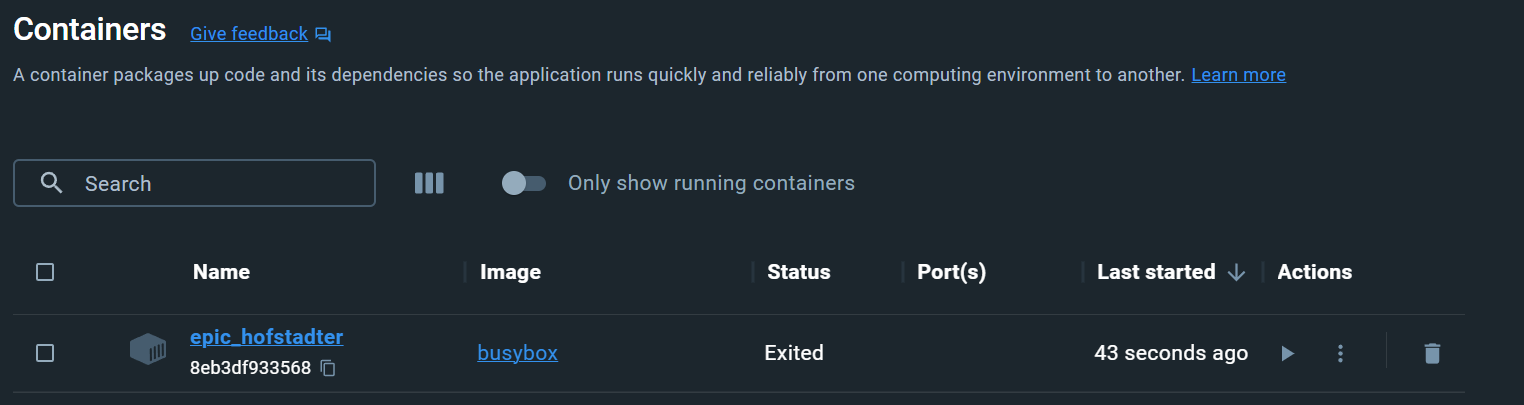 Containers Give feedback
A container packages up code and its dependencies so the application runs quickly and reliably from one computing environment to another. Learn more
Search Only show running containers
Name Image Status Port(s) Last started Actions
epic_hofstadter
8eb3df933568
busybox Exited 43 seconds ago